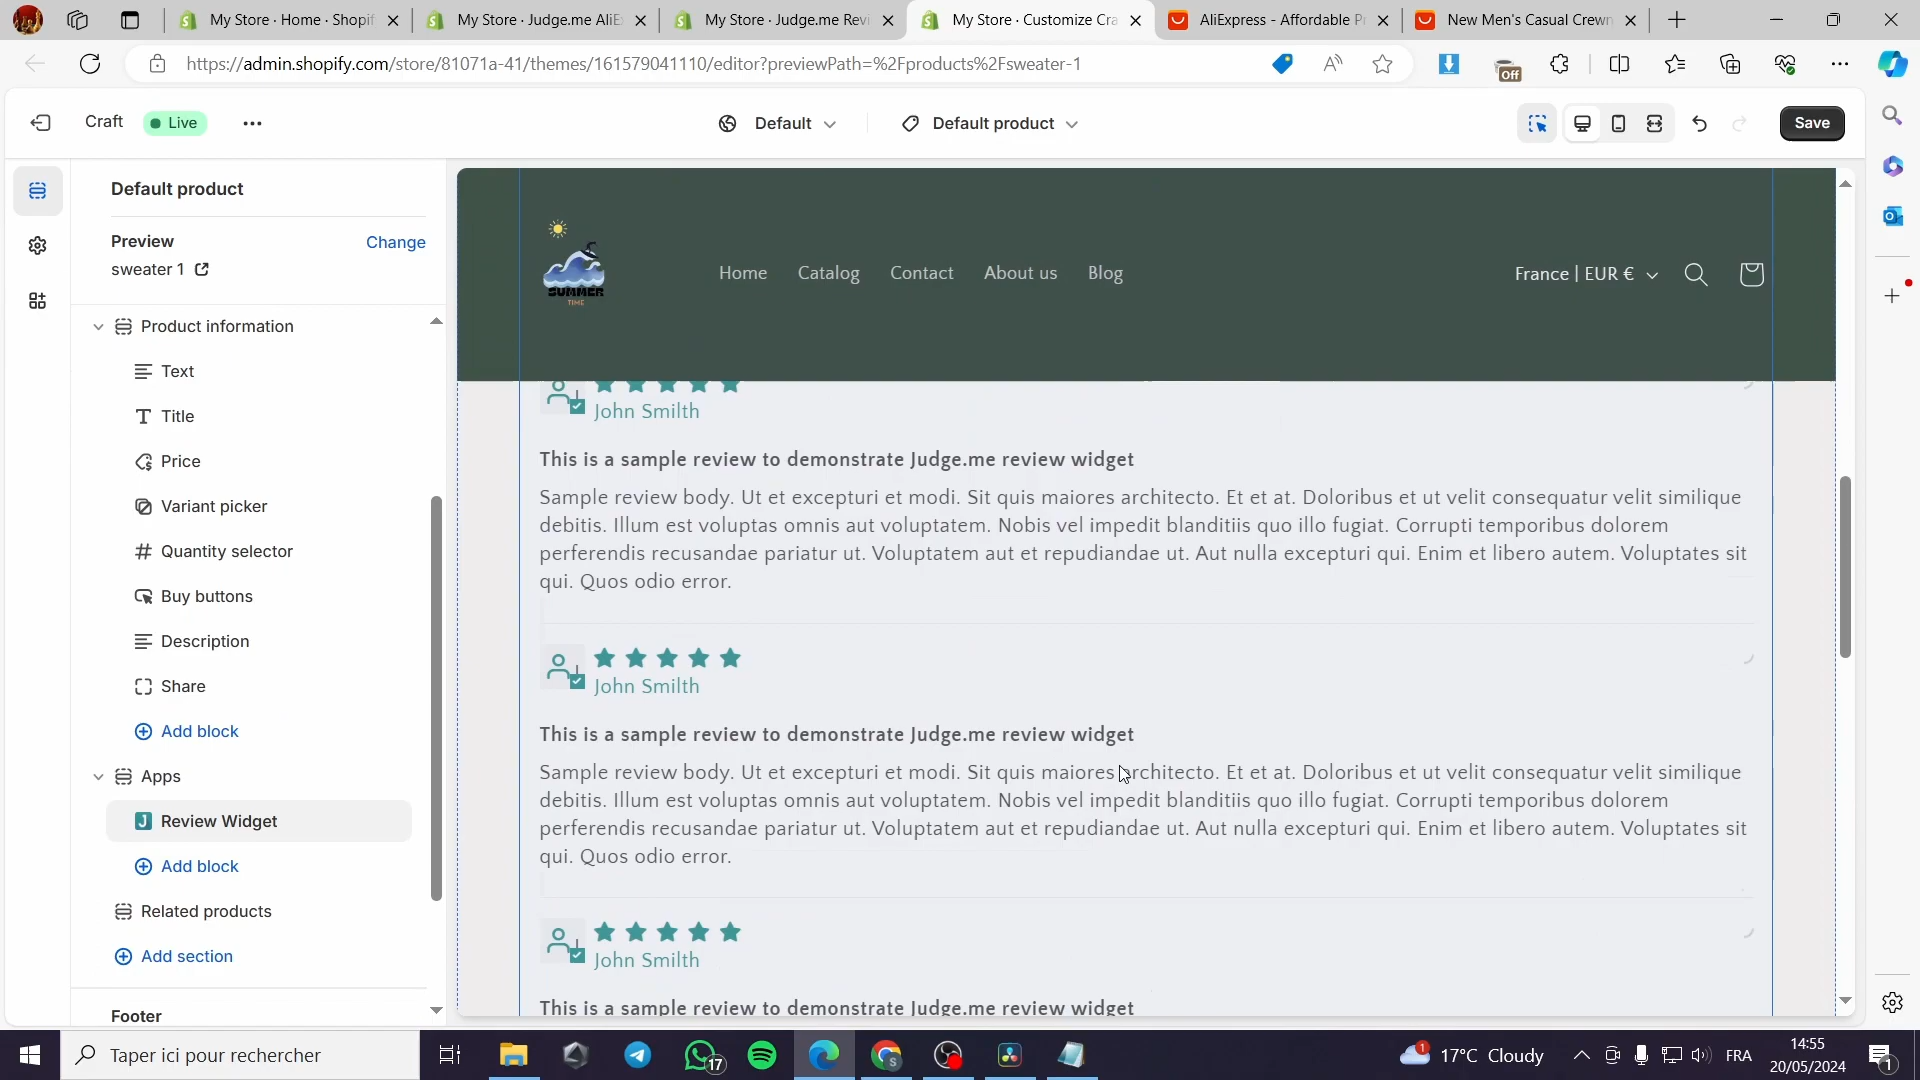 My Store · Home · Shopif
My Store · Judge.me AliE
My Store · Judge.me Revi
My Store · Customize Cra
AliExpress - Affordable P
New Men's Casual Crewn
https://admin.shopify.com/store/81071a-41/themes/161579041110/editor?previewPath=%2Fproducts%2Fsweater-1
Off
Craft
Live
Default
Default product
Save
Default product
Preview
Change
sweater 1
Product information
Text
Title
Price
Variant picker
Quantity selector
Buy buttons
Description
Share
Add block
Apps
Review Widget
Add block
Related products
Add section
Footer
SUMMER
TIME
Home
Catalog
Contact
About us
Blog
France | EUR €
John Smilth
This is a sample review to demonstrate Judge.me review widget
Sample review body. Ut et excepturi et modi. Sit quis maiores architecto. Et et at. Doloribus et ut velit consequatur velit similique
debitis. Illum est voluptas omnis aut voluptatem. Nobis vel impedit blanditiis quo illo fugiat. Corrupti temporibus dolorem
perferendis recusandae pariatur ut. Voluptatem aut et repudiandae ut. Aut nulla excepturi qui. Enim et libero autem. Voluptates sit
qui. Quos odio error.
John Smilth
This is a sample review to demonstrate Judge.me review widget
Sample review body. Ut et excepturi et modi. Sit quis maiores architecto. Et et at. Doloribus et ut velit consequatur velit similique
debitis. Illum est voluptas omnis aut voluptatem. Nobis vel impedit blanditiis quo illo fugiat. Corrupti temporibus dolorem
perferendis recusandae pariatur ut. Voluptatem aut et repudiandae ut. Aut nulla excepturi qui. Enim et libero autem. Voluptates sit
qui. Quos odio error.
John Smilth
This is a sample review to demonstrate Judge.me review widget
Taper ici pour rechercher
17
1
17°C Cloudy
FRA
14:55
20/05/2024
1